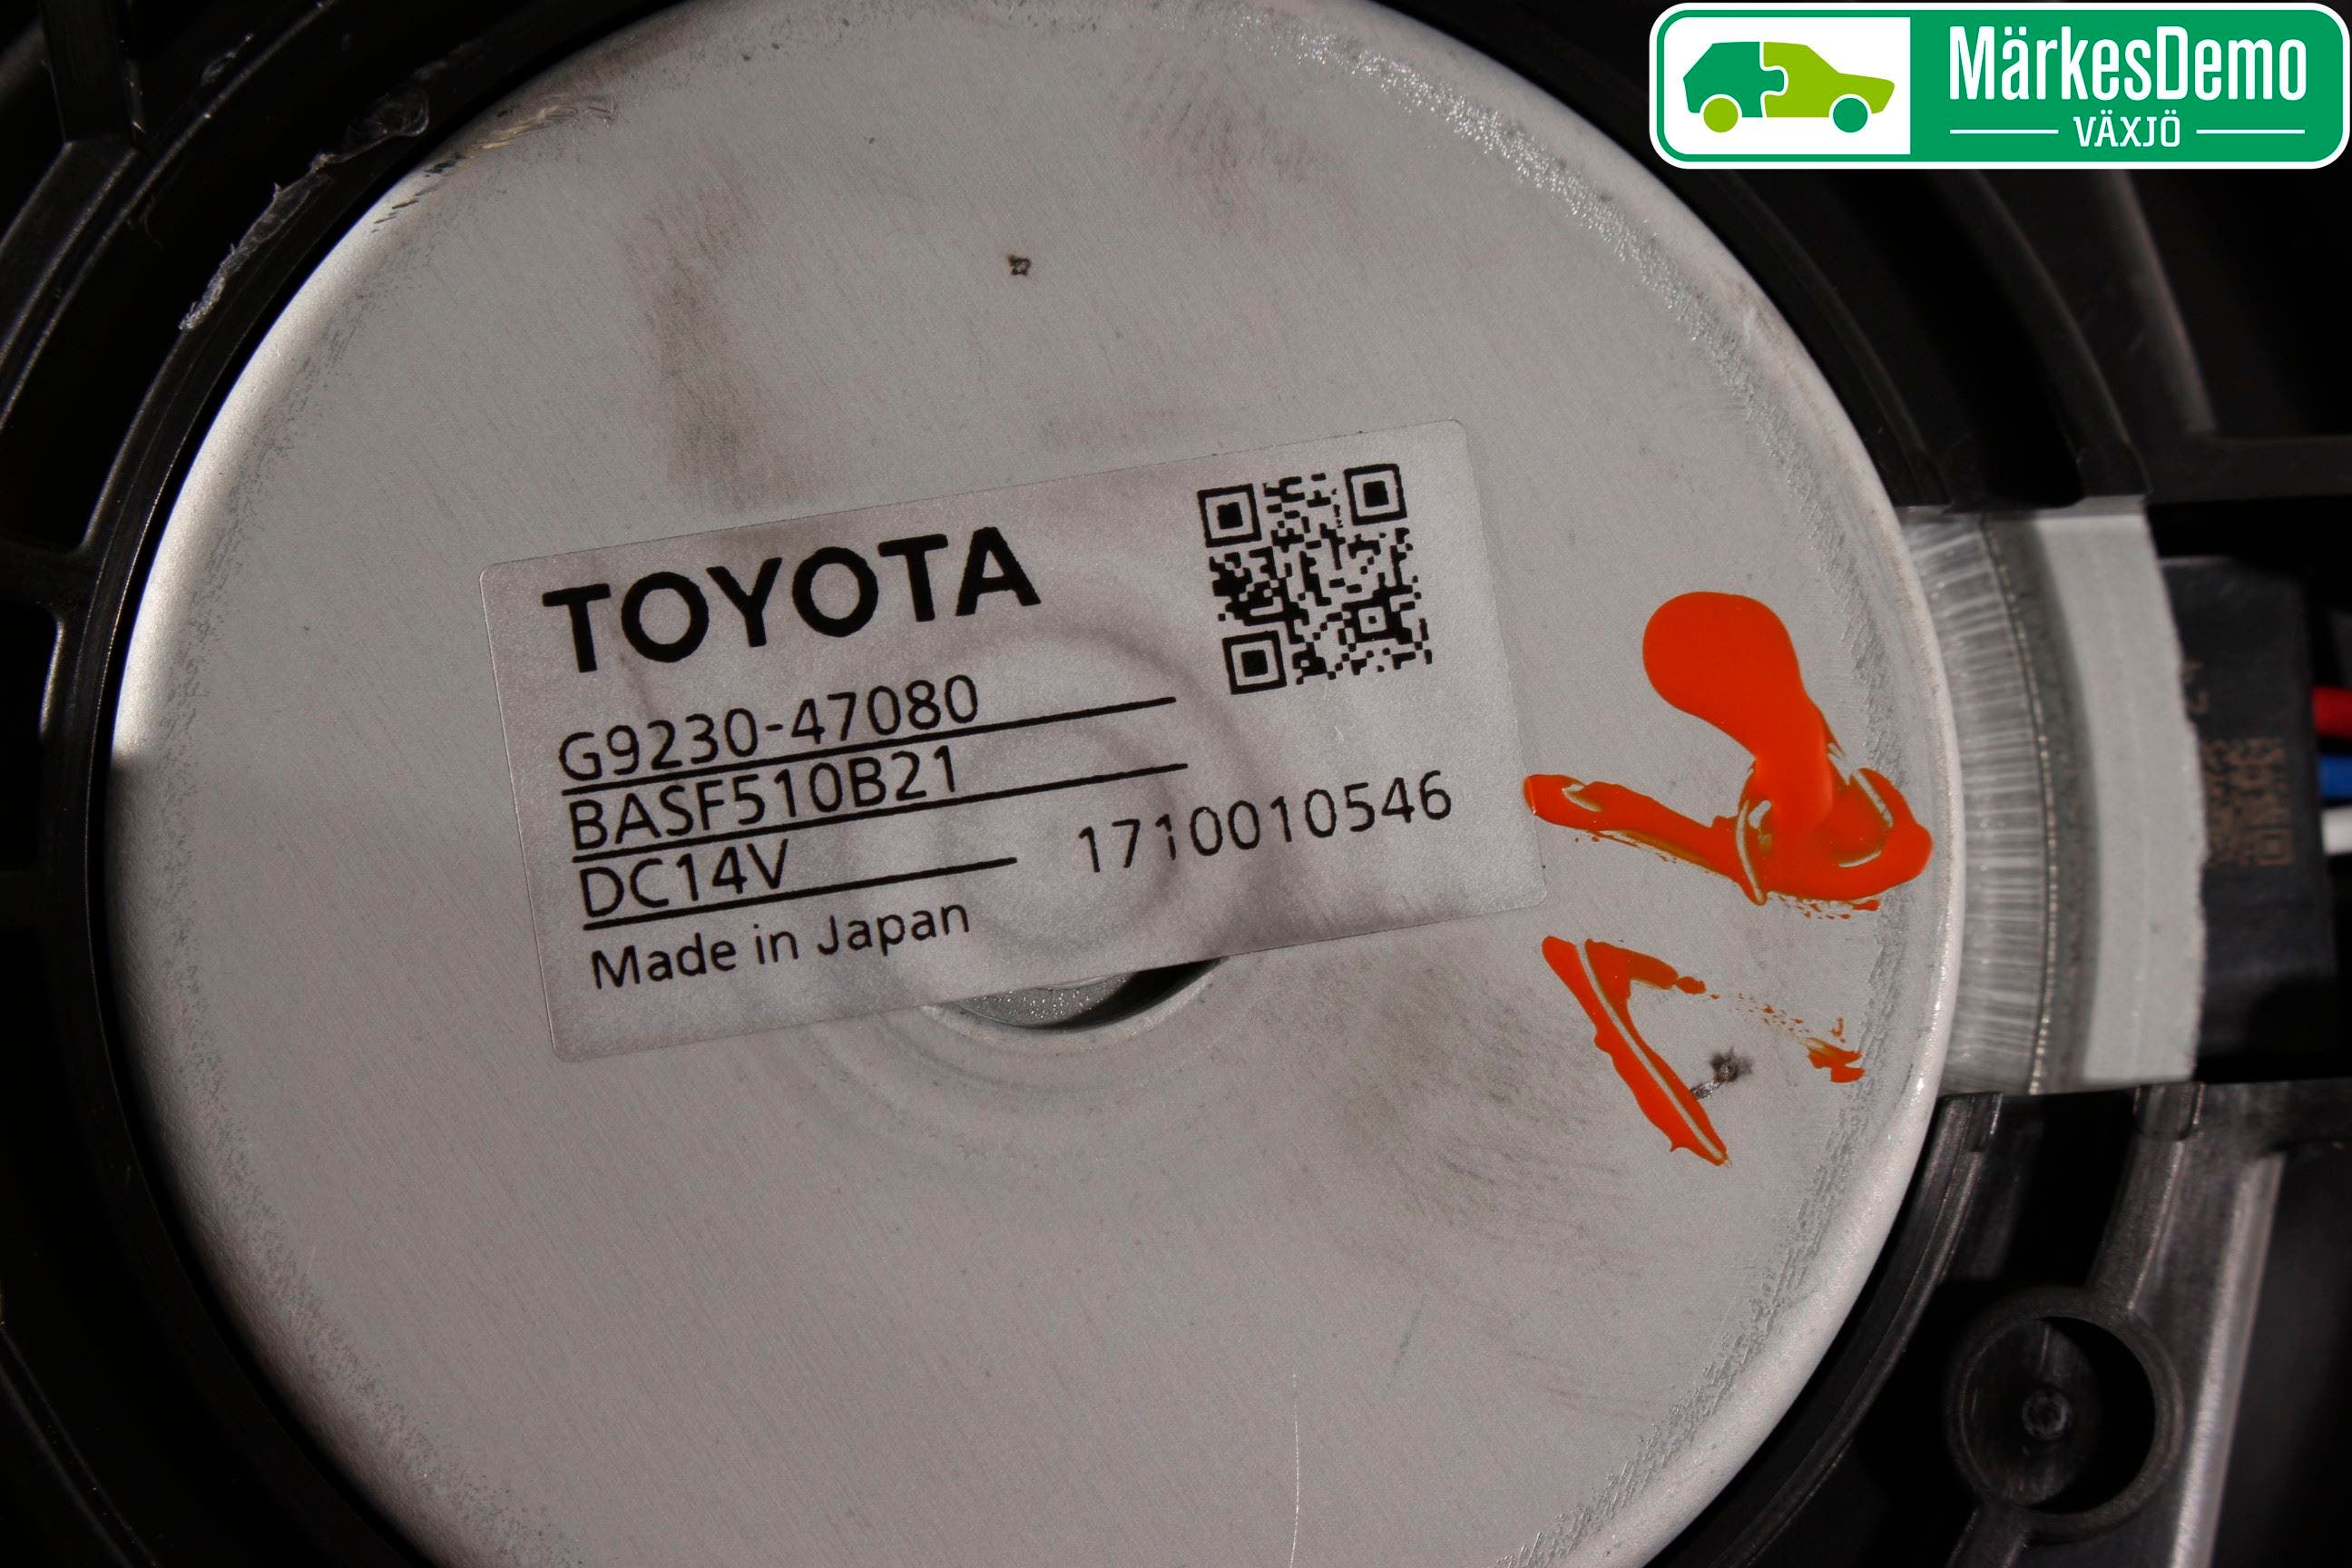 MärkesDemo
VÄXJÖ
TOYOTA
G9230-47080
BASF510B21
DC14V
1710010546
Made in Japan